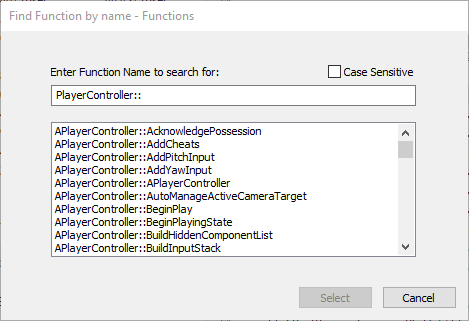 Find Function by name - Functions
Enter Function Name to search for:
Case Sensitive
PlayerController::
APlayerController::AcknowledgePossession
APlayerController::AddCheats
APlayerController::AddPitchInput
APlayerController::AddYawInput
APlayerController::APlayerController
APlayerController::AutoManageActiveCameraTarget
APlayerController::BeginPlay
APlayerController::BeginPlayingState
APlayerController::BuildHiddenComponentList
APlayerController::BuildInputStack
Select
Cancel